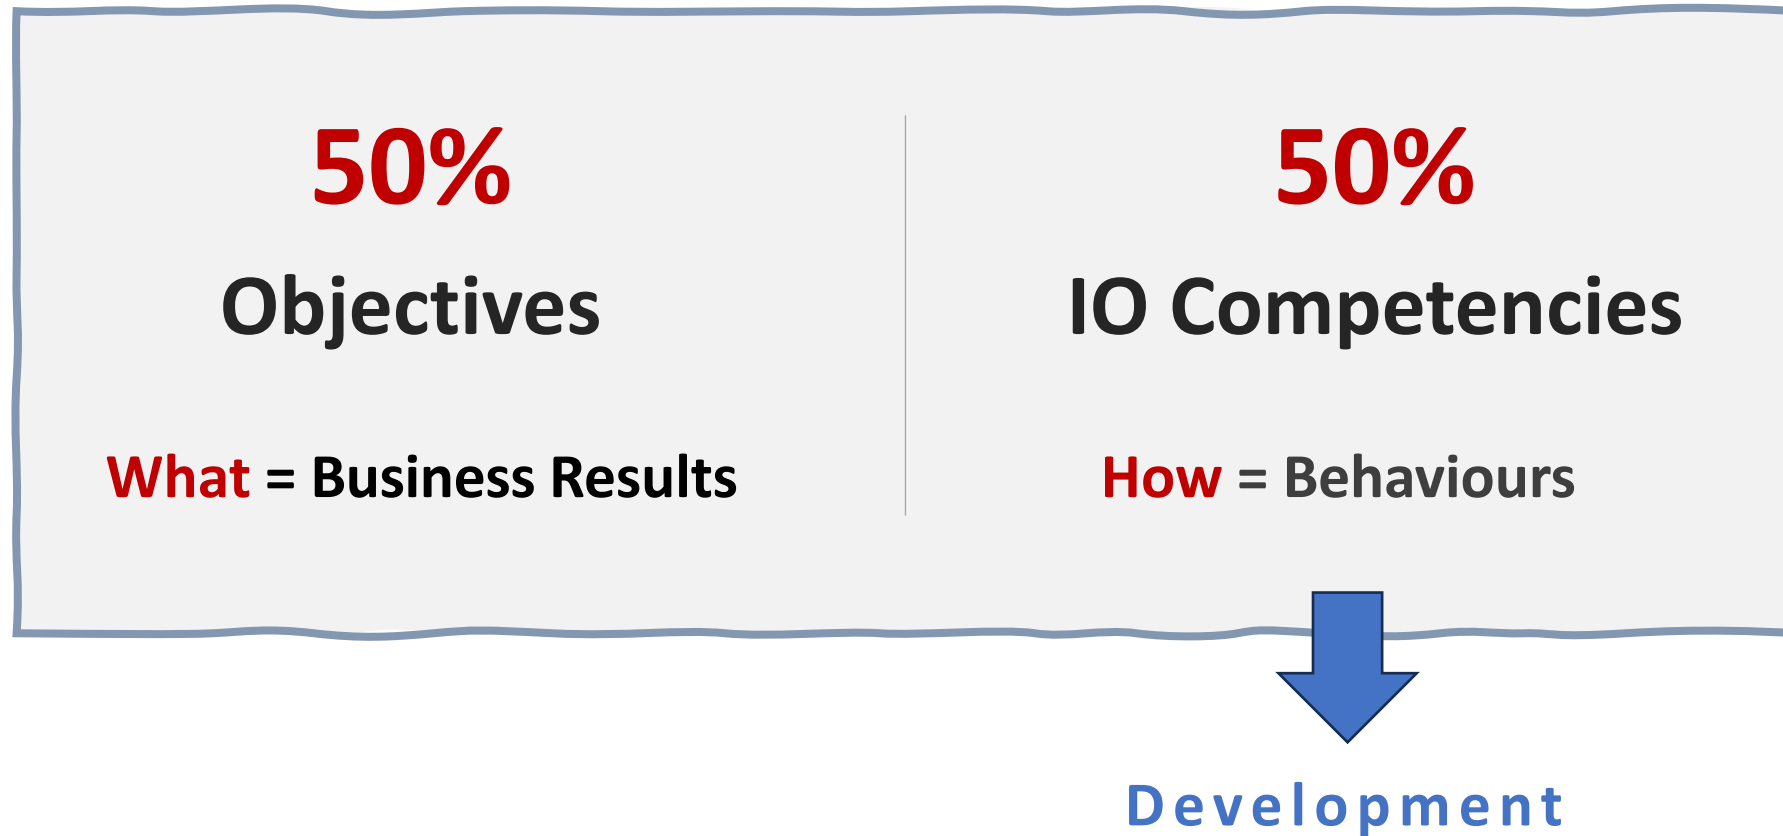 50%
Objectives
What = Business Results
50%
IO Competencies
How = Behaviours
Development